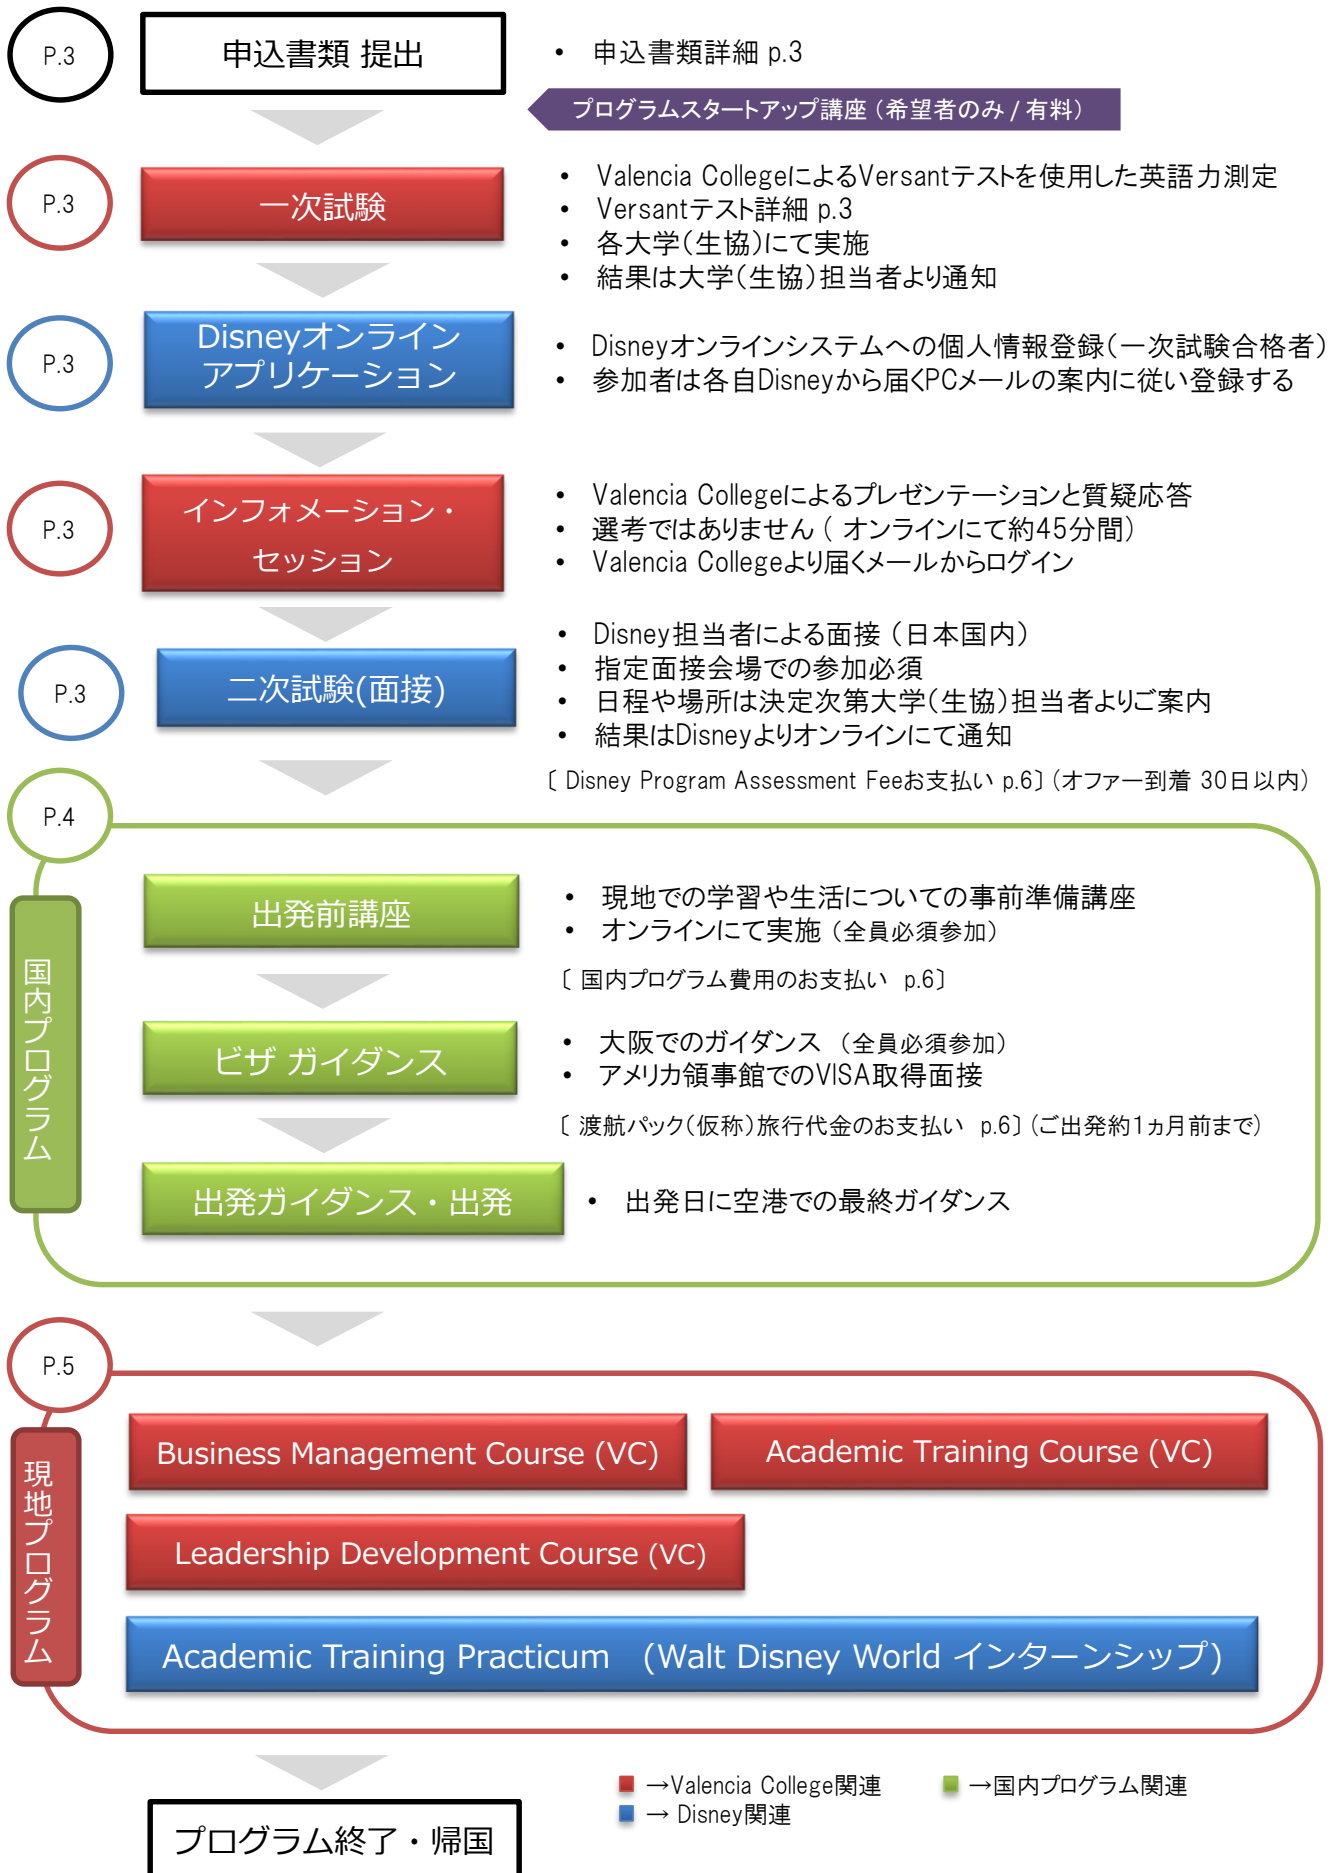 P.3
申込書類 提出
• 申込書類詳細 p.3
プログラムスタートアップ講座（希望者のみ / 有料）
P.3
一次試験
• Valencia CollegeによるVersantテストを使用した英語力測定
• Versantテスト詳細 p.3
• 各大学（生協）にて実施
• 結果は大学（生協）担当者より通知
P.3
Disneyオンライン
アプリケーション
• Disneyオンラインシステムへの個人情報登録（一次試験合格者）
• 参加者は各自Disneyから届くPCメールの案内に従い登録する
P.3
インフォメーション・
セッション
• Valencia Collegeによるプレゼンテーションと質疑応答
• 選考ではありません（ オンラインにて約45分間）
• Valencia Collegeより届くメールからログイン
P.3
二次試験(面接)
• Disney担当者による面接（日本国内）
• 指定面接会場での参加必須
• 日程や場所は決定次第大学（生協）担当者よりご案内
• 結果はDisneyよりオンラインにて通知
〔 Disney Program Assessment Feeお支払い p.6〕（オファー到着 30日以内）
P.4
国内プログラム
出発前講座
• 現地での学習や生活についての事前準備講座
• オンラインにて実施（全員必須参加）
〔 国内プログラム費用のお支払い p.6〕
ビザ ガイダンス
• 大阪でのガイダンス （全員必須参加）
• アメリカ領事館でのVISA取得面接
〔 渡航パック（仮称）旅行代金のお支払い p.6〕（ご出発約1ヵ月前まで）
出発ガイダンス・出発
• 出発日に空港での最終ガイダンス
P.5
現地プログラム
Business Management Course (VC)
Academic Training Course (VC)
Leadership Development Course (VC)
Academic Training Practicum (Walt Disney World インターンシップ)
→Valencia College関連
→国内プログラム関連
→ Disney関連
プログラム終了・帰国